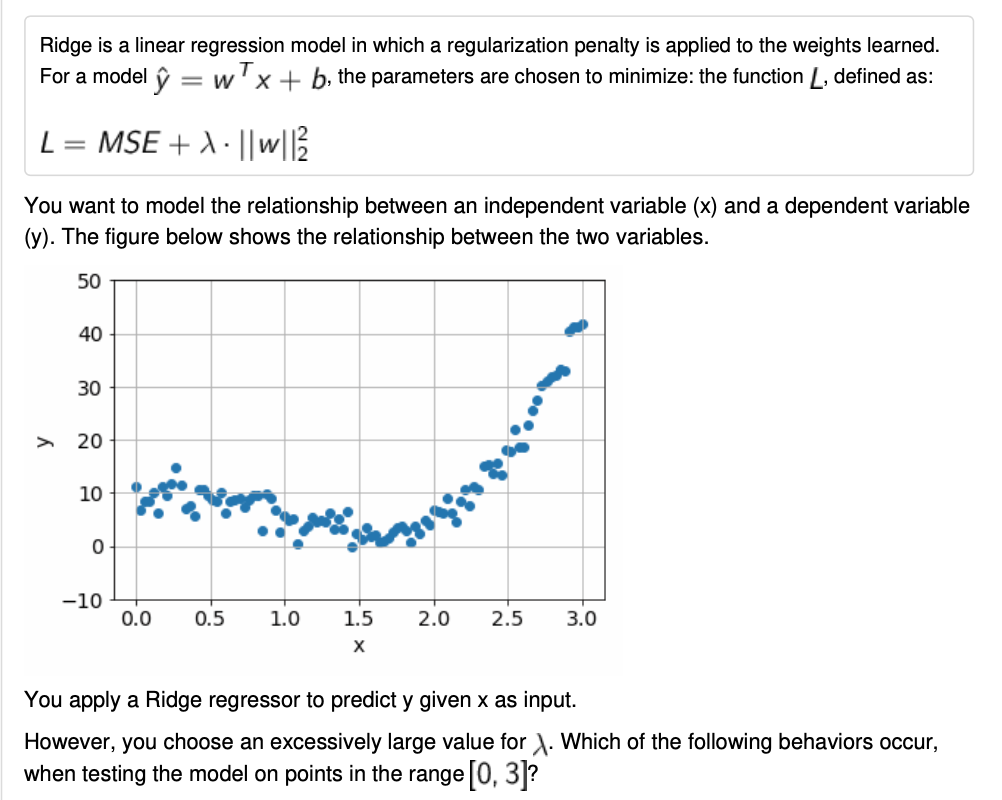 Ridge is a linear regression model in which a regularization penalty is applied to the weights learned.
For a model ŷ = wᵀx + b, the parameters are chosen to minimize: the function L, defined as:
L = MSE + λ · ||w||₂²
You want to model the relationship between an independent variable (x) and a dependent variable
(y). The figure below shows the relationship between the two variables.
50
40
30
20
10
0
−10
y
0.0 0.5 1.0 1.5 2.0 2.5 3.0
x
You apply a Ridge regressor to predict y given x as input.
However, you choose an excessively large value for λ. Which of the following behaviors occur,
when testing the model on points in the range [0, 3]?